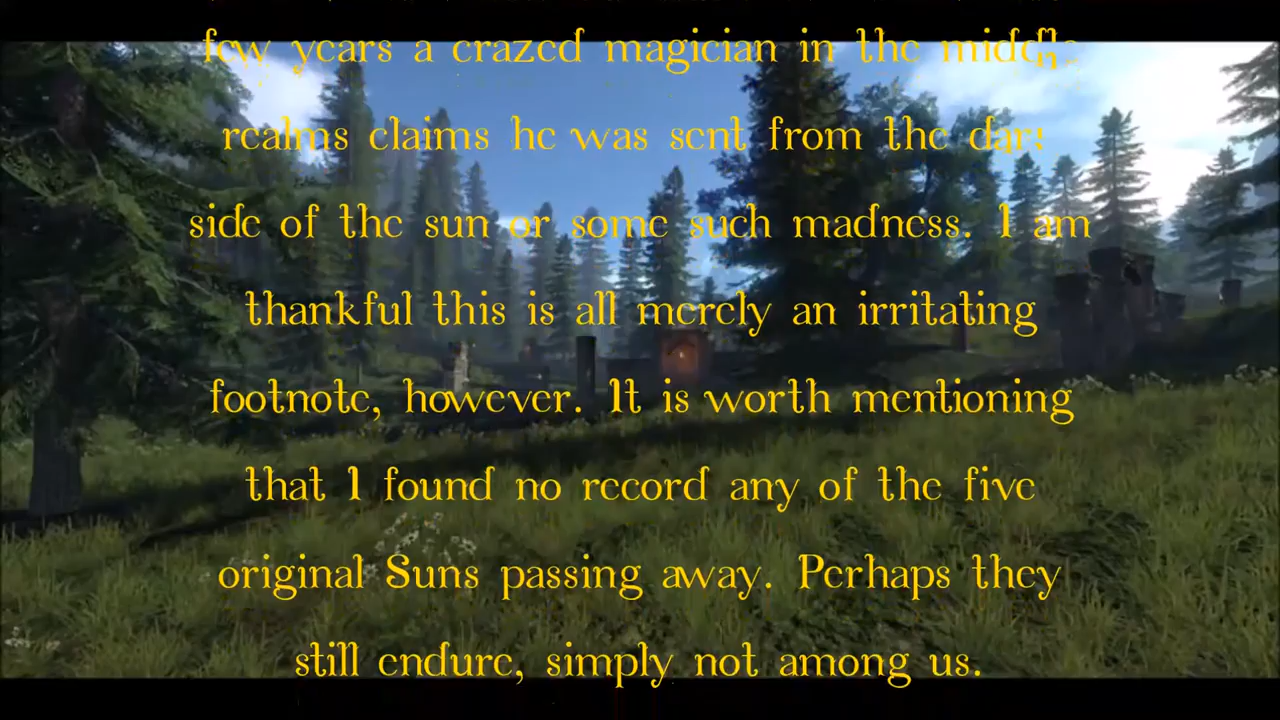 few years a crazed magician in the middle
realms claims he was sent from the dark
side of the sun or some such madness. I am
thankful this is all merely an irritating
footnote, however. It is worth mentioning
that I found no record any of the five
original Suns passing away. Perhaps they
still endure, simply not among us.